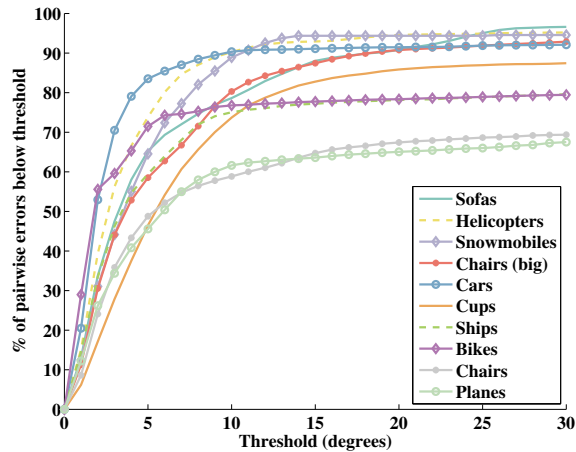 % of pairwise errors below threshold
100
90
80
70
60
50
40
30
20
10
0
0 5 10 15 20 25 30
Threshold (degrees)
Sofas
Helicopters
Snowmobiles
Chairs (big)
Cars
Cups
Ships
Bikes
Chairs
Planes